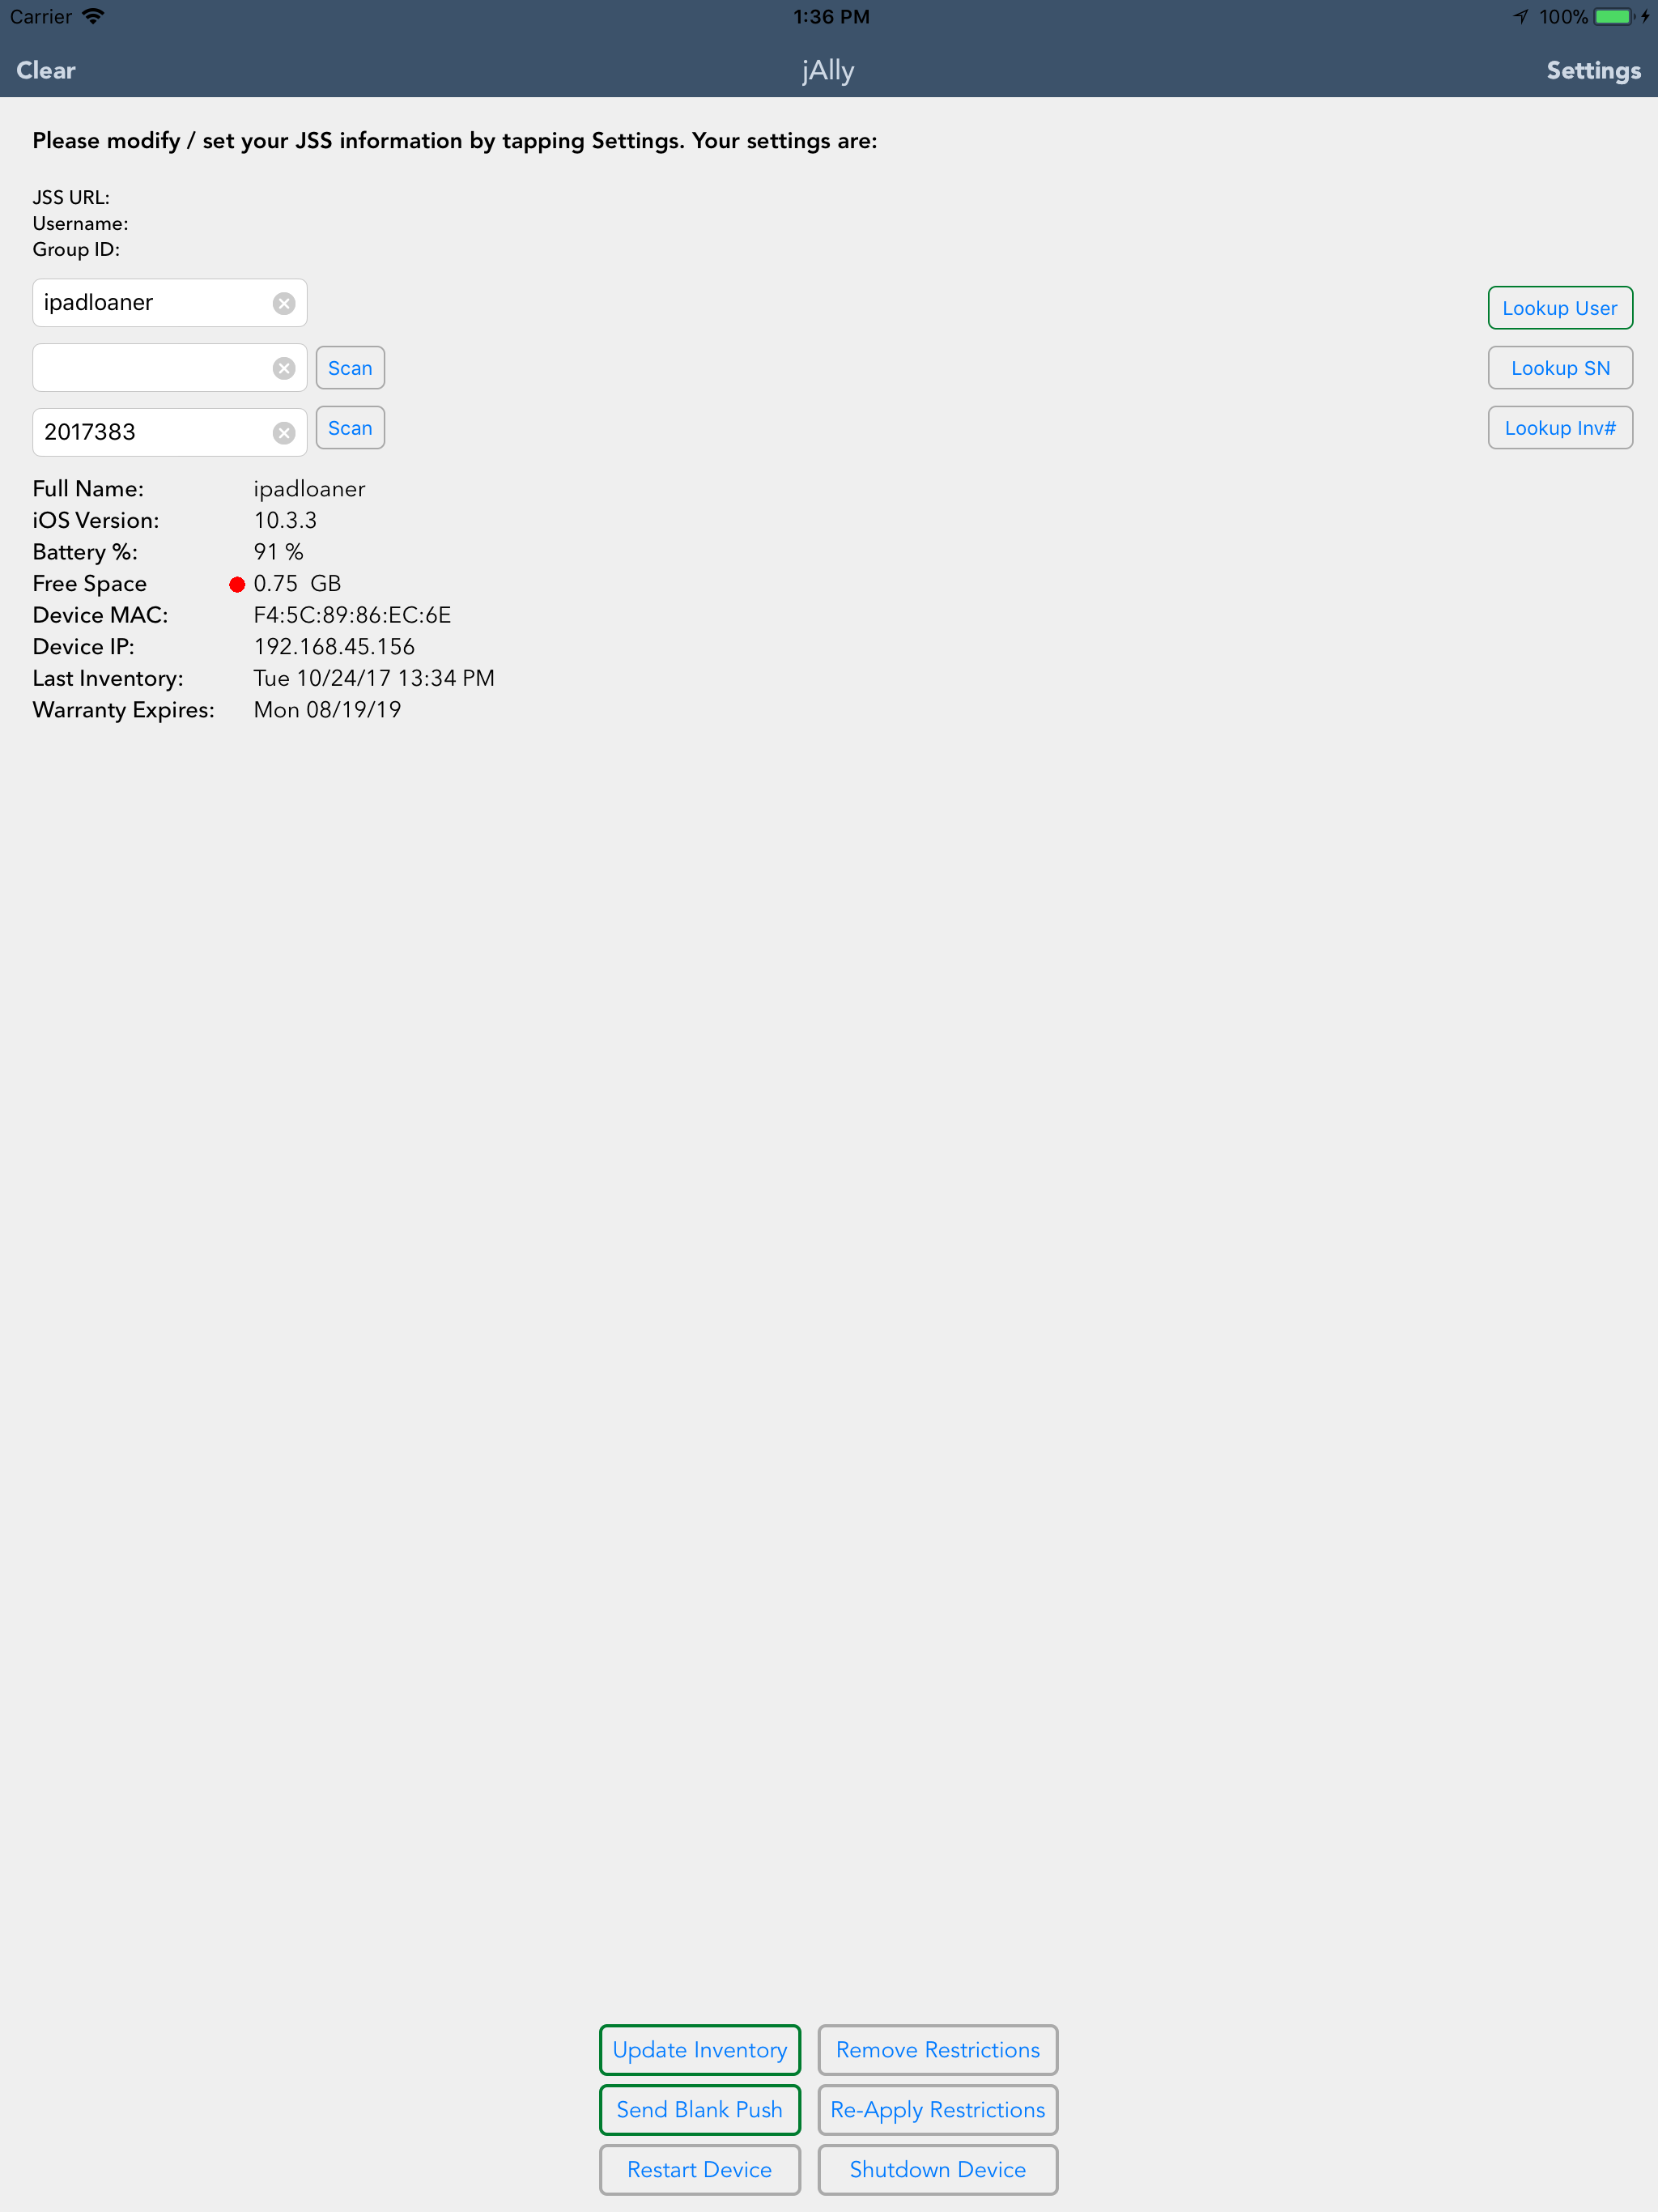 Carrier 1:36 PM 100%
Clear jAlly Settings
Please modify / set your JSS information by tapping Settings. Your settings are:
JSS URL:
Username:
Group ID:
ipadloaner Lookup User
Scan Lookup SN
2017383 Scan Lookup Inv#
Full Name: ipadloaner
iOS Version: 10.3.3
Battery %: 91 %
Free Space 0.75 GB
Device MAC: F4:5C:89:86:EC:6E
Device IP: 192.168.45.156
Last Inventory: Tue 10/24/17 13:34 PM
Warranty Expires: Mon 08/19/19
Update Inventory Remove Restrictions
Send Blank Push Re-Apply Restrictions
Restart Device Shutdown Device